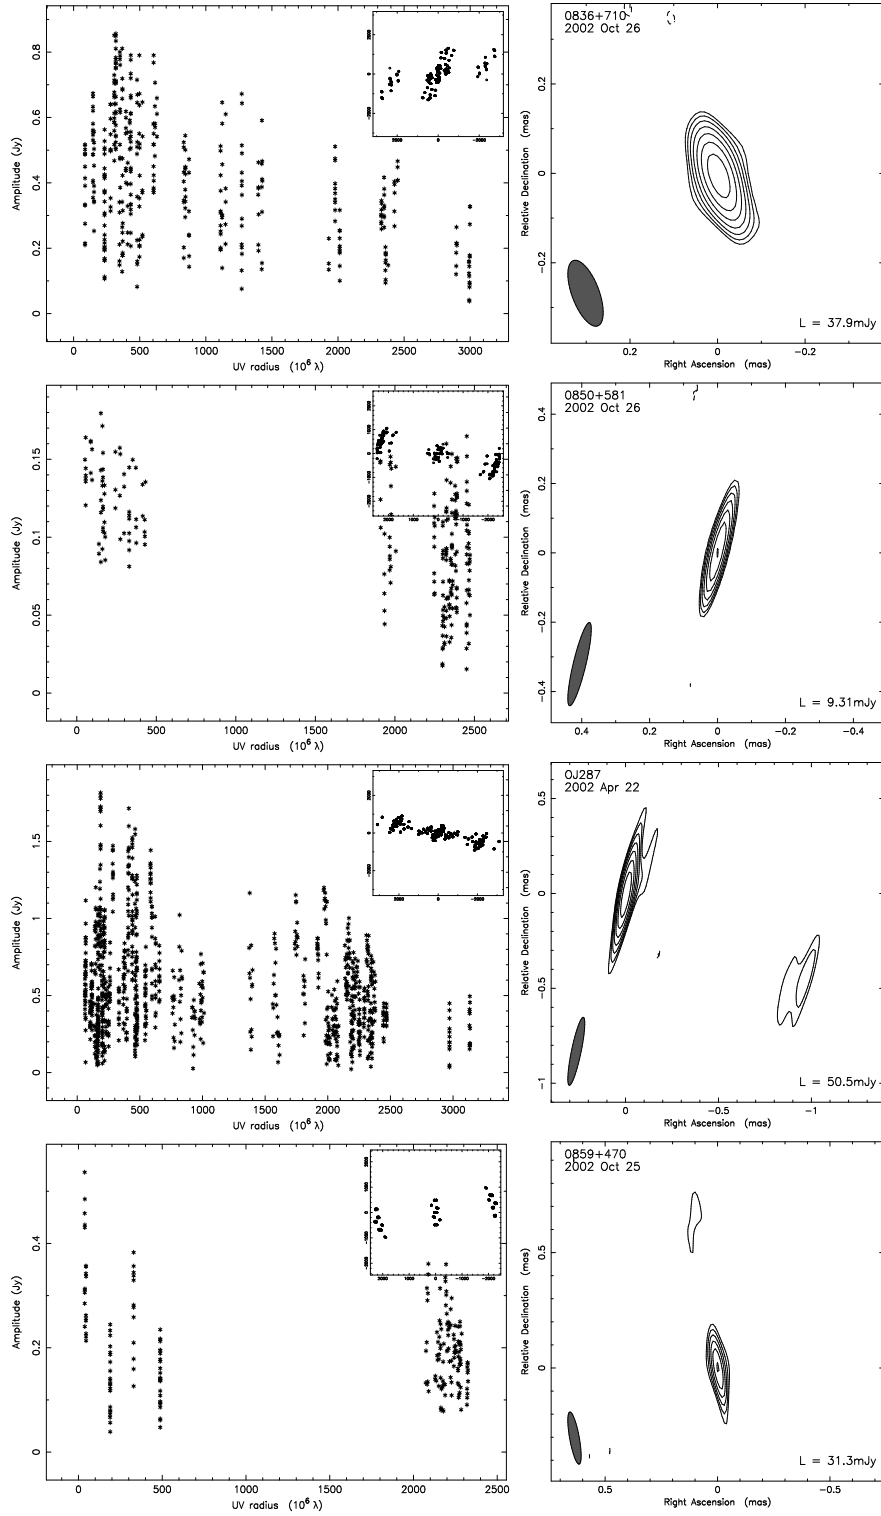 0836+710
2002 Oct 26
Amplitude (Jy)
0.8
0.6
0.4
0.2
0
0 500 1000 1500 2000 2500 3000
UV radius (10⁶ λ)
Relative Declination (mas)
0.2
0
−0.2
0.2 0 −0.2
Right Ascension (mas)
L = 37.9mJy
0850+581
2002 Oct 26
Amplitude (Jy)
0.15
0.1
0.05
0
0 500 1000 1500 2000 2500
UV radius (10⁶ λ)
Relative Declination (mas)
0.4
0.2
0
−0.2
−0.4
0.4 0.2 0 −0.2 −0.4
Right Ascension (mas)
L = 9.31mJy
OJ287
2002 Apr 22
Amplitude (Jy)
1.5
1
0.5
0
0 500 1000 1500 2000 2500 3000
UV radius (10⁶ λ)
Relative Declination (mas)
0.5
0
−0.5
−1
0 −0.5 −1
Right Ascension (mas)
L = 50.5mJy
0859+470
2002 Oct 25
Amplitude (Jy)
0.4
0.2
0
0 500 1000 1500 2000 2500
UV radius (10⁶ λ)
Relative Declination (mas)
0.5
0
0.5 0 −0.5
Right Ascension (mas)
L = 31.3mJy